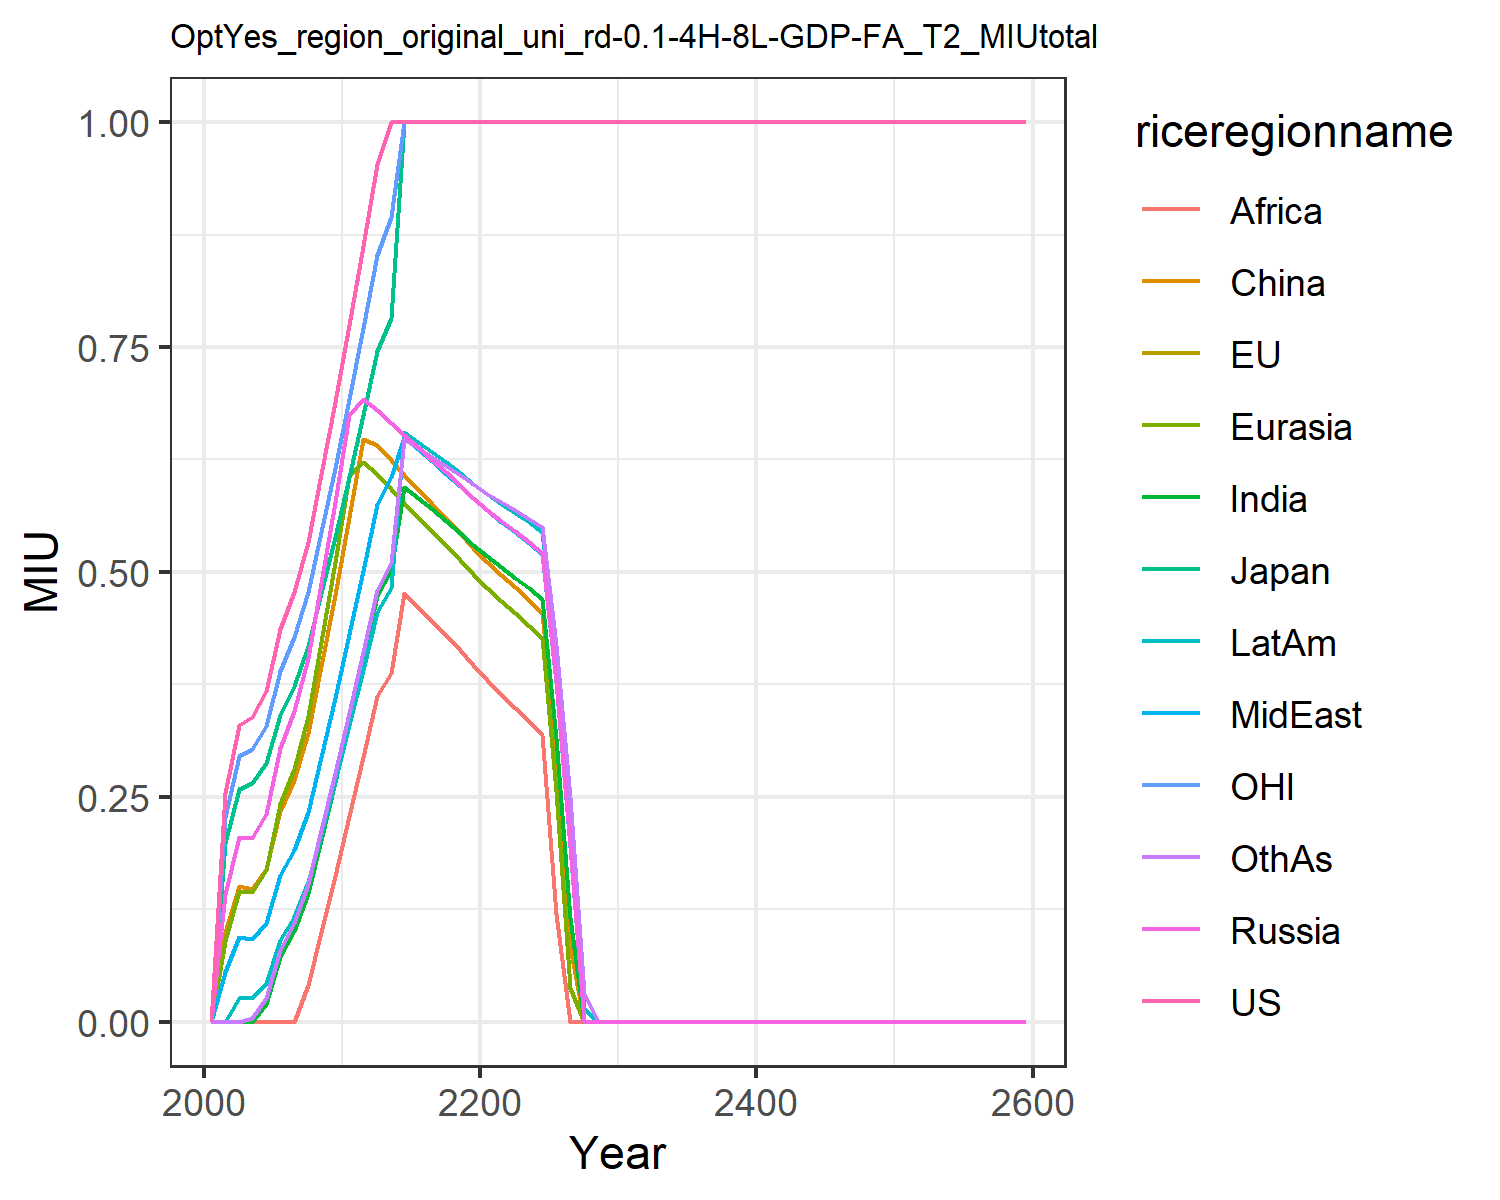 OptYes_region_original_uni_rd-0.1-4H-8L-GDP-FA_T2_MIUtotal
1.00
0.75
0.50
0.25
0.00
MIU
2000
2200
2400
2600
Year
riceregionname
Africa
China
EU
Eurasia
India
Japan
LatAm
MidEast
OHI
OthAs
Russia
US